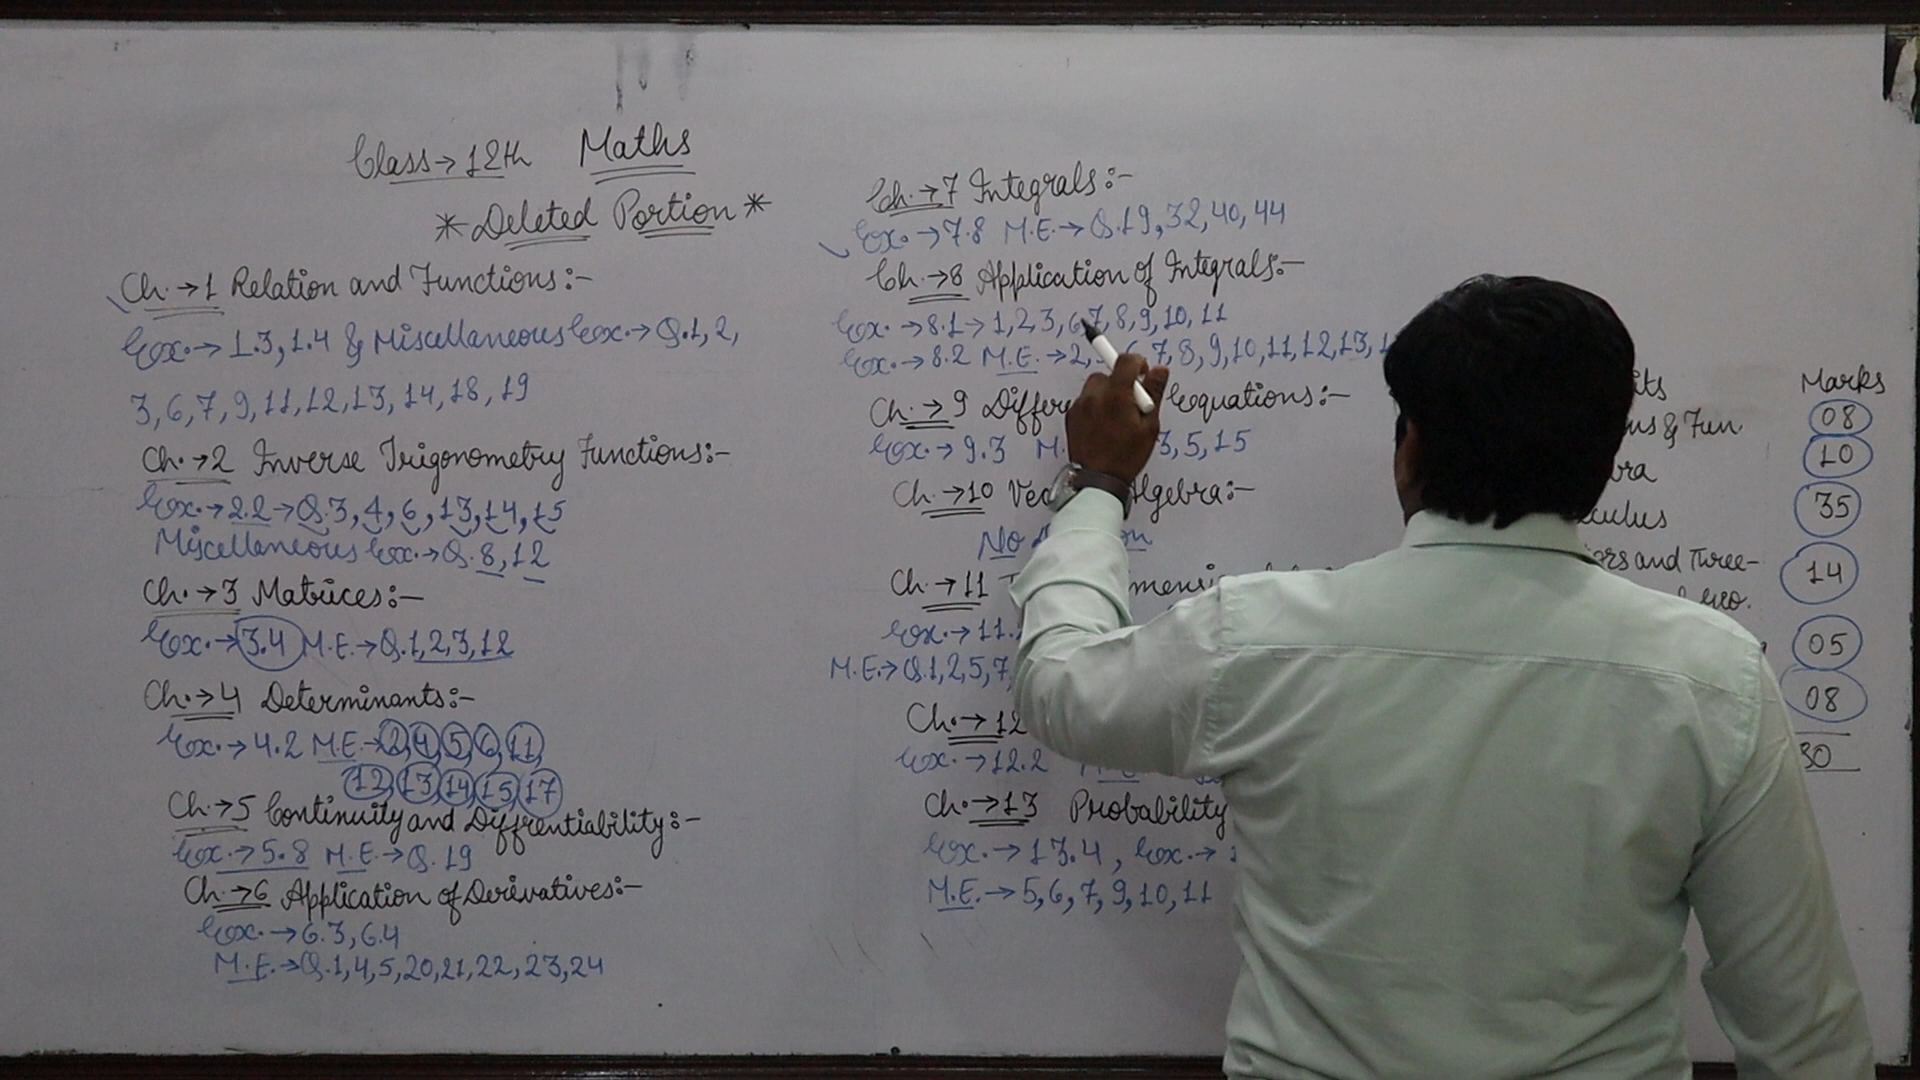 Class→12th Maths
*Deleted Portion*
Ch.→1 Relation and Functions:-
Ex.→1.3,1.4 & Miscellaneous Ex.→Q.1,2,
3,6,7,9,11,12,13,14,18,19
Ch.→2 Inverse Trigonometry Functions:-
Ex.→2.2→Q.3,4,6,13,14,15
Miscellaneous Ex.→Q.8,12
Ch.→3 Matrices:-
Ex.→3.4 M.E.→Q.1,2,3,12
Ch.→4 Determinants:-
Ex.→4.2 M.E.→2,4,5,6,11,
12,13,14,15,17
Ch.→5 Continuity and Diffrentiability:-
Ex.→5.8 M.E.→Q.19
Ch.→6 Application of Derivatives:-
Ex.→6.3,6.4
M.E.→Q.1,4,5,20,21,22,23,24
Ch.→7 Integrals:-
Ex.→7.8 M.E.→Q.19,32,40,44
Ch.→8 Application of Integrals:-
Ex.→8.1→1,2,3,6,7,8,9,10,11
Ex.→8.2 M.E.→2, 7,8,9,10,11,12,13,
Ch.→9 Equations:-
Ex.→9.3 3,5,15
Ch.→10 Algebra:-
No
Ch.→11
Ex.→11.
M.E.→Q.1,2,5,7,
Ch.→12
Ex.→12.2
Ch.→13 Probability
Ex.→13.4, Ex.→
M.E.→5,6,7,9,10,11
Marks
& Fun. 08
10
35
and Three- 14
05
08